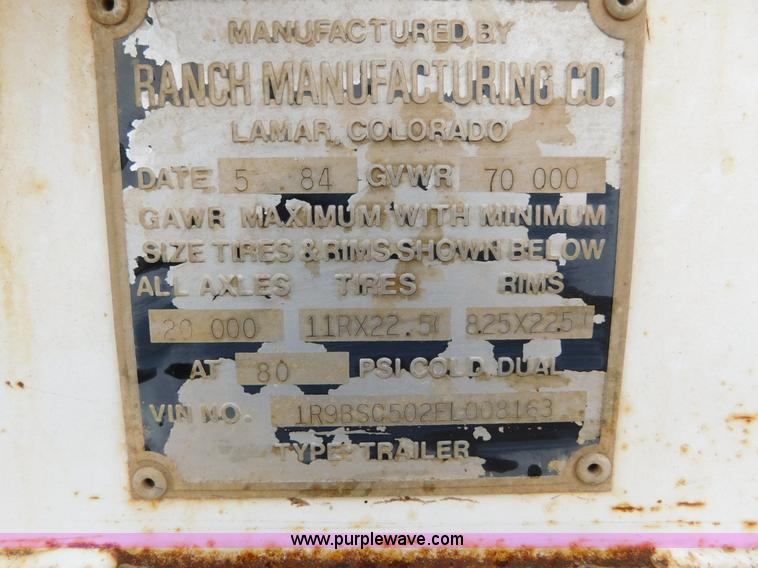 MANUFACTURED BY
RANCH MANUFACTURING CO.
LAMAR, COLORADO
DATE 5 84 GVWR 70 000
GAWR MAXIMUM WITH MINIMUM
SIZE TIRES & RIMS SHOWN BELOW
ALL AXLES TIRES RIMS
20 000 11RX22.5( 825X225(
AT 80 PSI COLD DUAL
VIN NO. 1R9BSC502EL008163
TYPE-TRAILER
www.purplewave.com